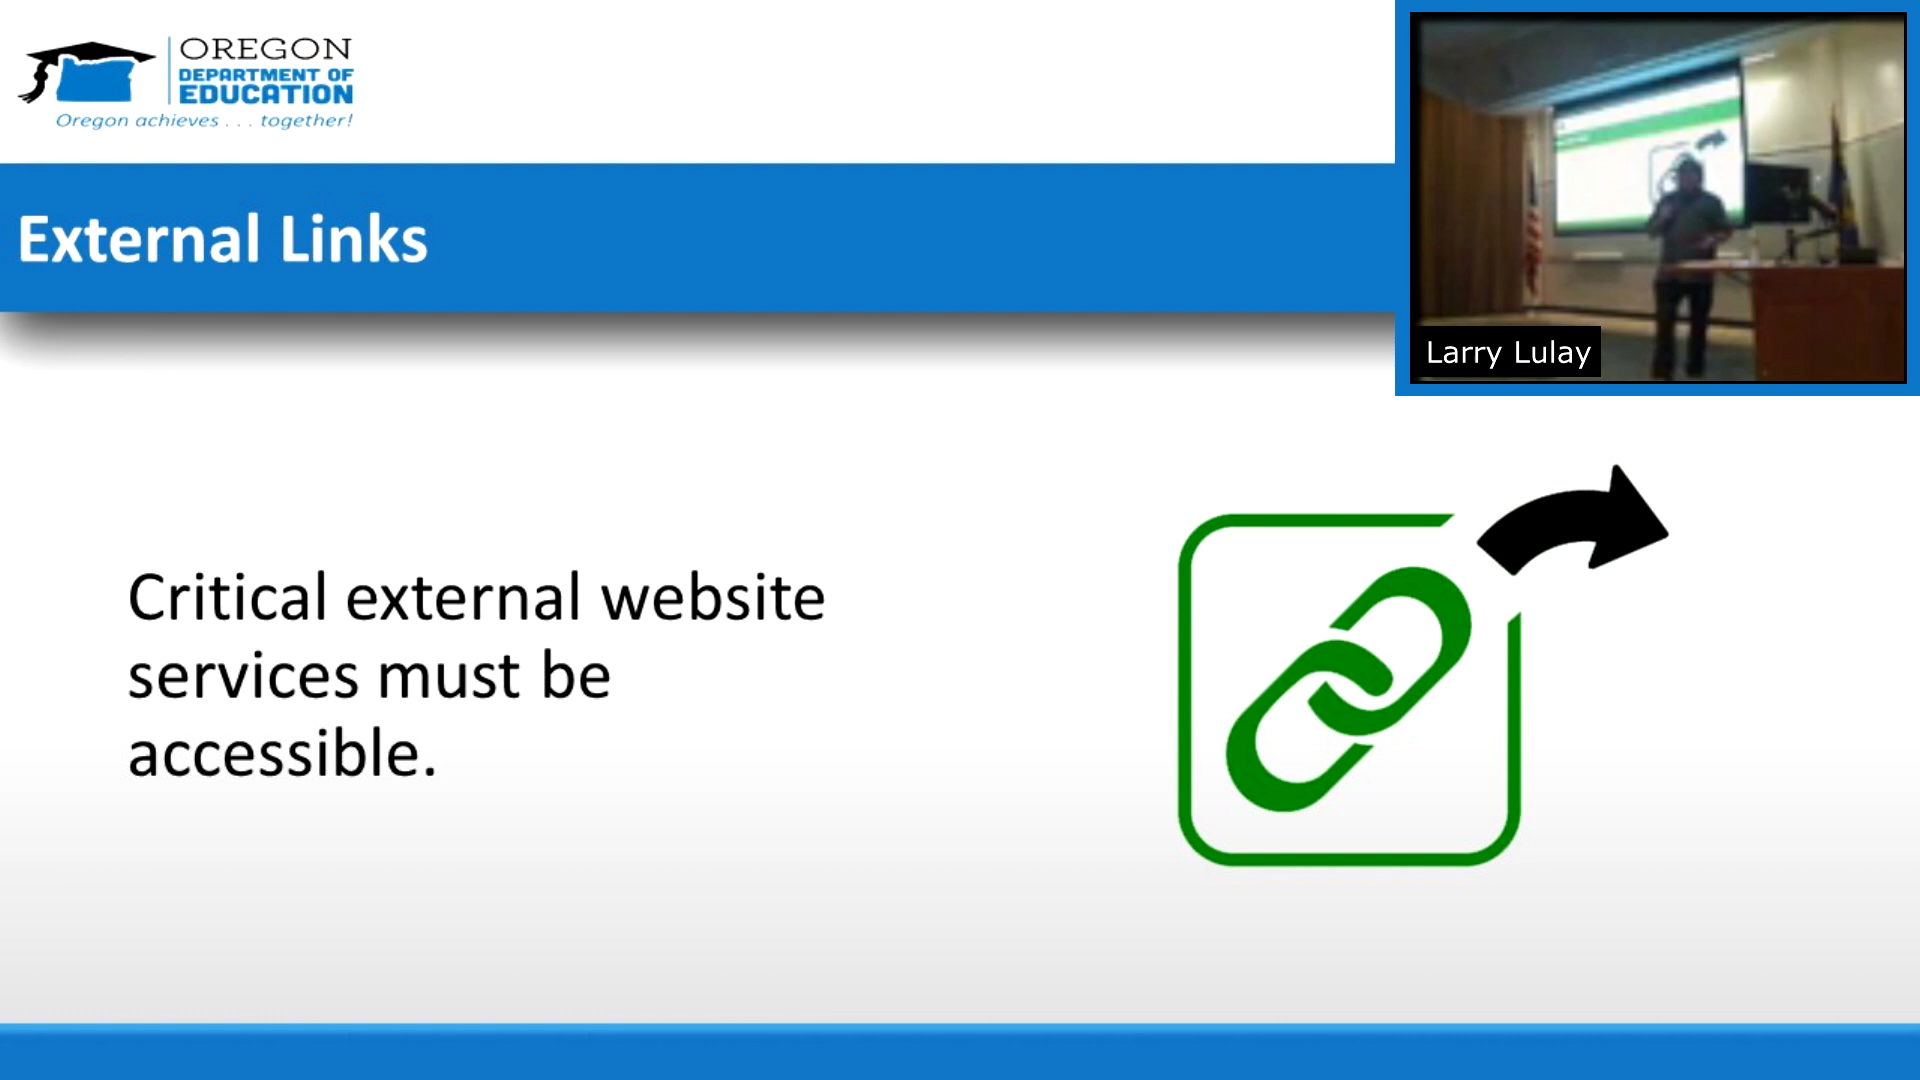 OREGON
DEPARTMENT OF
EDUCATION
Oregon achieves . . . together!
External Links
Larry Lulay
Critical external website
services must be
accessible.